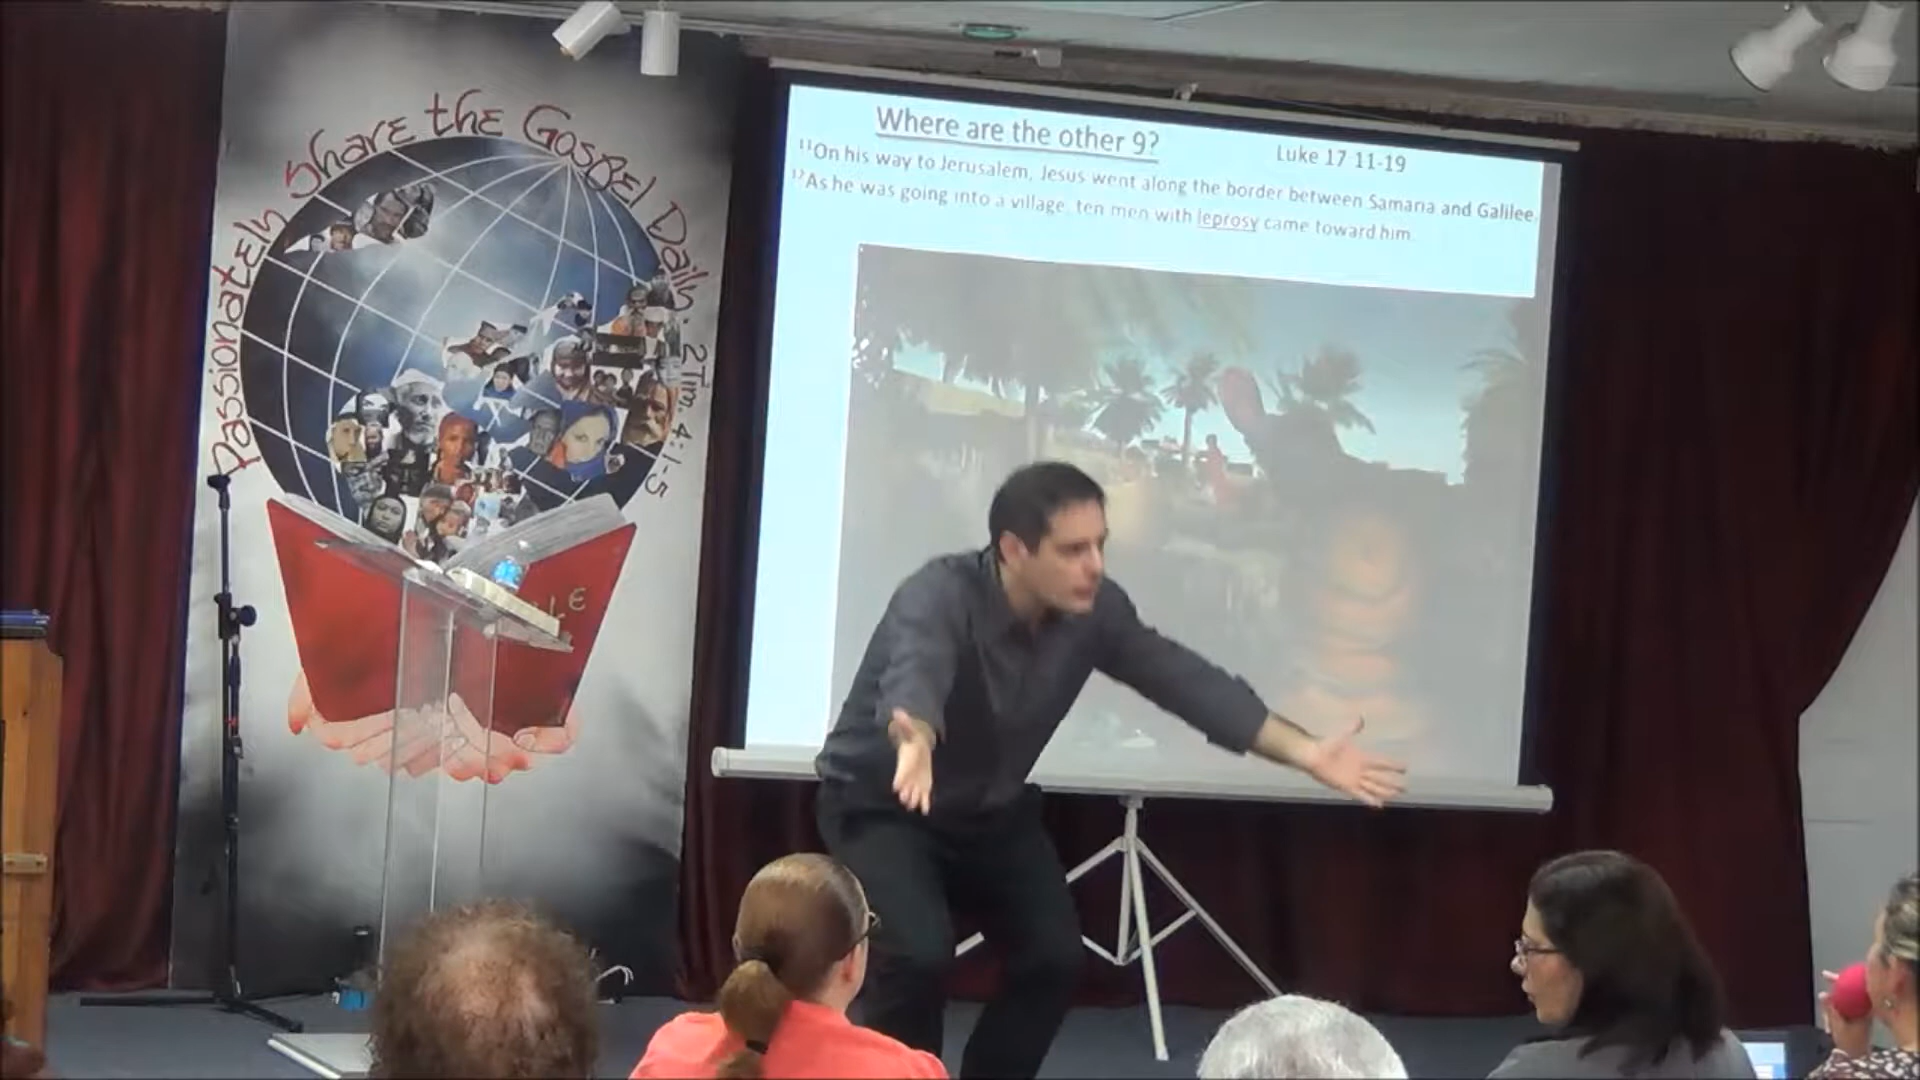 Passionately Share the Gospel Daily: 2 Tim. 4:1-5
Where are the other 9?
Luke 17 11-19
11On his way to Jerusalem, Jesus went along the border between Samaria and Galilee.
12As he was going into a village, ten men with leprosy came toward him